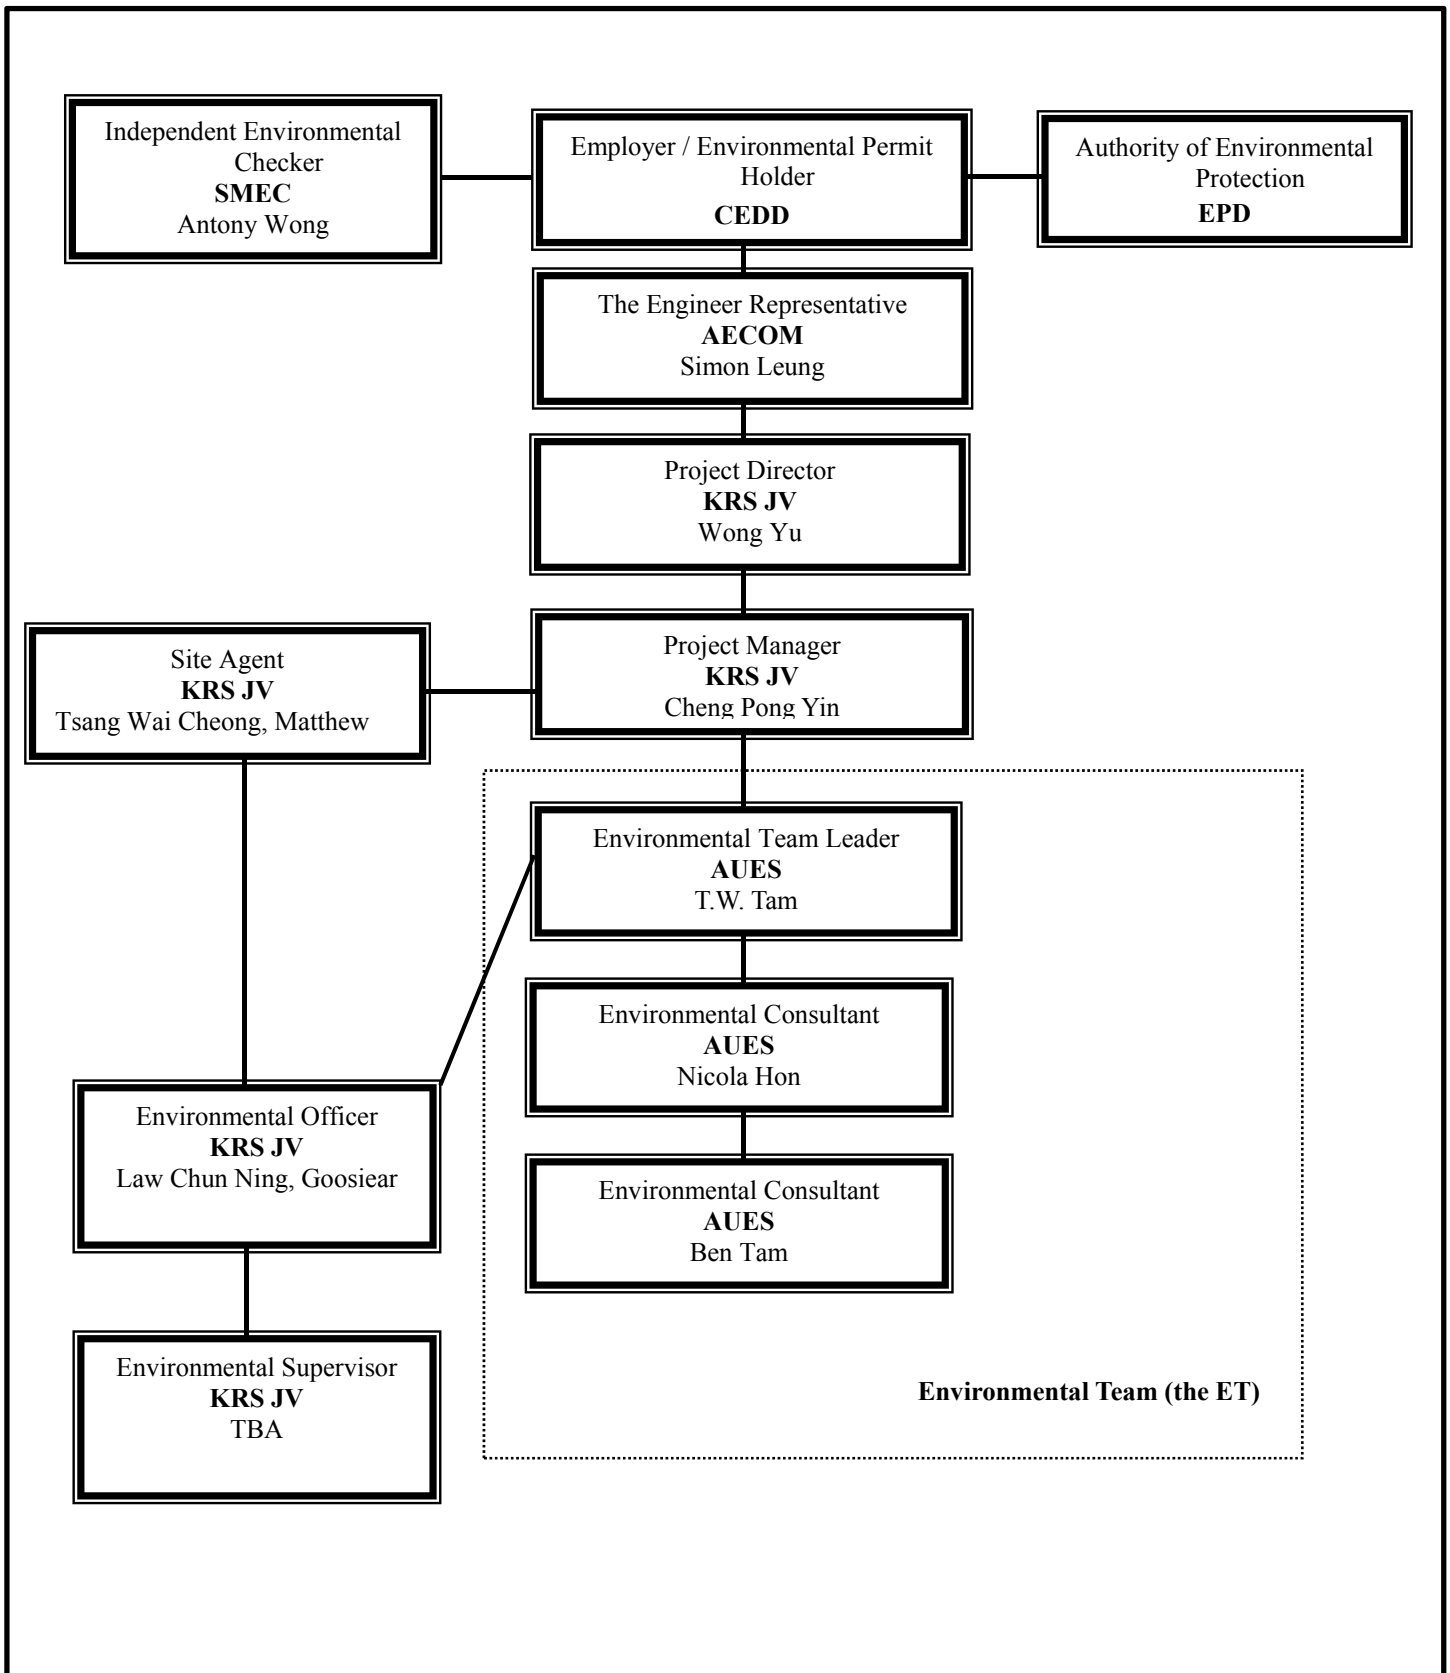 Independent Environmental
Checker
SMEC
Antony Wong
Employer / Environmental Permit
Holder
CEDD
Authority of Environmental
Protection
EPD
The Engineer Representative
AECOM
Simon Leung
Project Director
KRS JV
Wong Yu
Site Agent
KRS JV
Tsang Wai Cheong, Matthew
Project Manager
KRS JV
Cheng Pong Yin
Environmental Team Leader
AUES
T.W. Tam
Environmental Consultant
AUES
Nicola Hon
Environmental Officer
KRS JV
Law Chun Ning, Goosiear
Environmental Consultant
AUES
Ben Tam
Environmental Supervisor
KRS JV
TBA
Environmental Team (the ET)